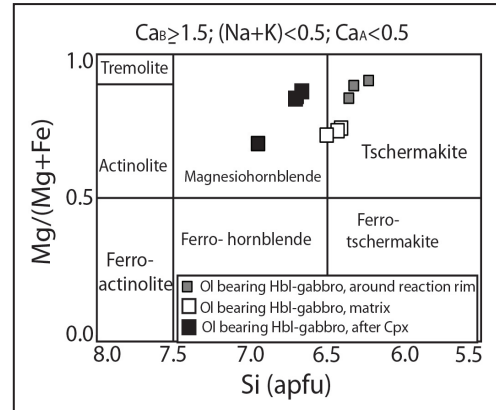 CaB≥1.5; (Na+K)<0.5; CaA<0.5
1.0
Tremolite
Actinolite
Magnesiohornblende
Tschermakite
Mg/(Mg+Fe)
0.5
Ferro-
actinolite
Ferro- hornblende
Ferro-
tschermakite
Ol bearing Hbl-gabbro, around reaction rim
Ol bearing Hbl-gabbro, matrix
Ol bearing Hbl-gabbro, after Cpx
0.0
8.0 7.5 7.0 6.5 6.0 5.5
Si (apfu)